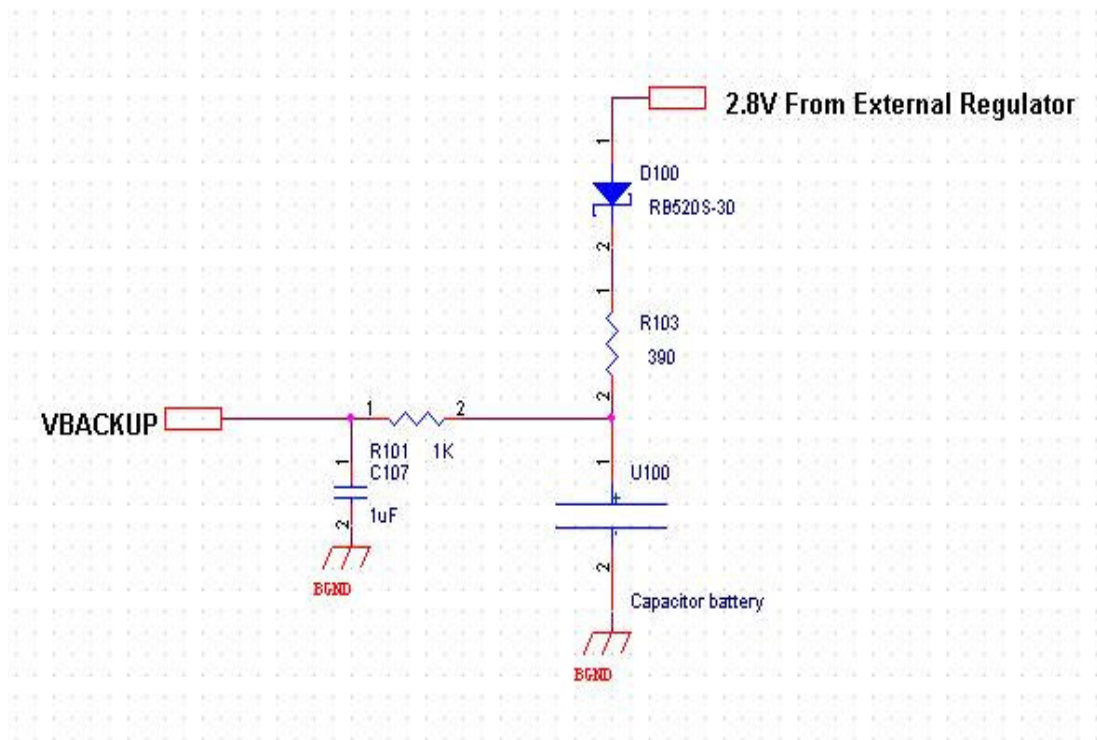 2.8V From External Regulator
1
D100
RB520S-30
2
1
R103
390
2
VBACKUP
1
2
R101 1K
C107
1
1uF
2
BGND
1
U100
+
-
2
Capacitor battery
BGND